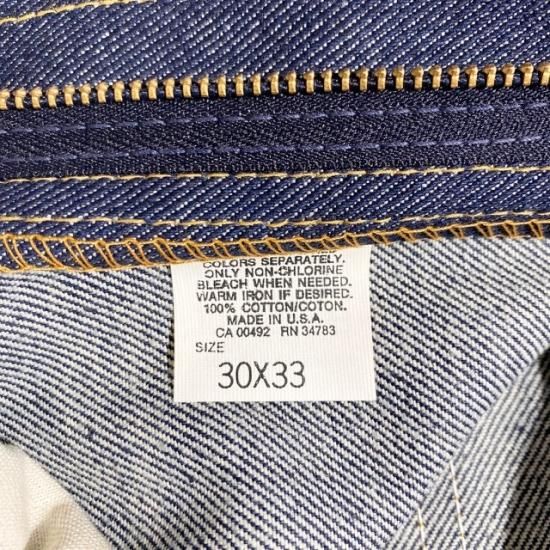 COLORS SEPARATELY.
ONLY NON-CHLORINE
BLEACH WHEN NEEDED.
WARM IRON IF DESIRED.
100% COTTON/COTON.
MADE IN U.S.A.
CA 00492 RN 34783
SIZE
30X33